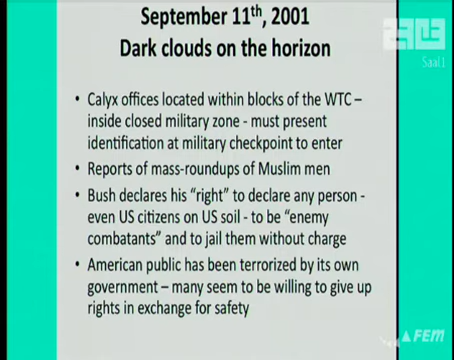 September 11th, 2001
Dark clouds on the horizon
• Calyx offices located within blocks of the WTC –
inside closed military zone - must present
identification at military checkpoint to enter
• Reports of mass-roundups of Muslim men
• Bush declares his “right” to declare any person -
even US citizens on US soil - to be “enemy
combatants” and to jail them without charge
• American public has been terrorized by its own
government – many seem to be willing to give up
rights in exchange for safety
Saal1
FEM